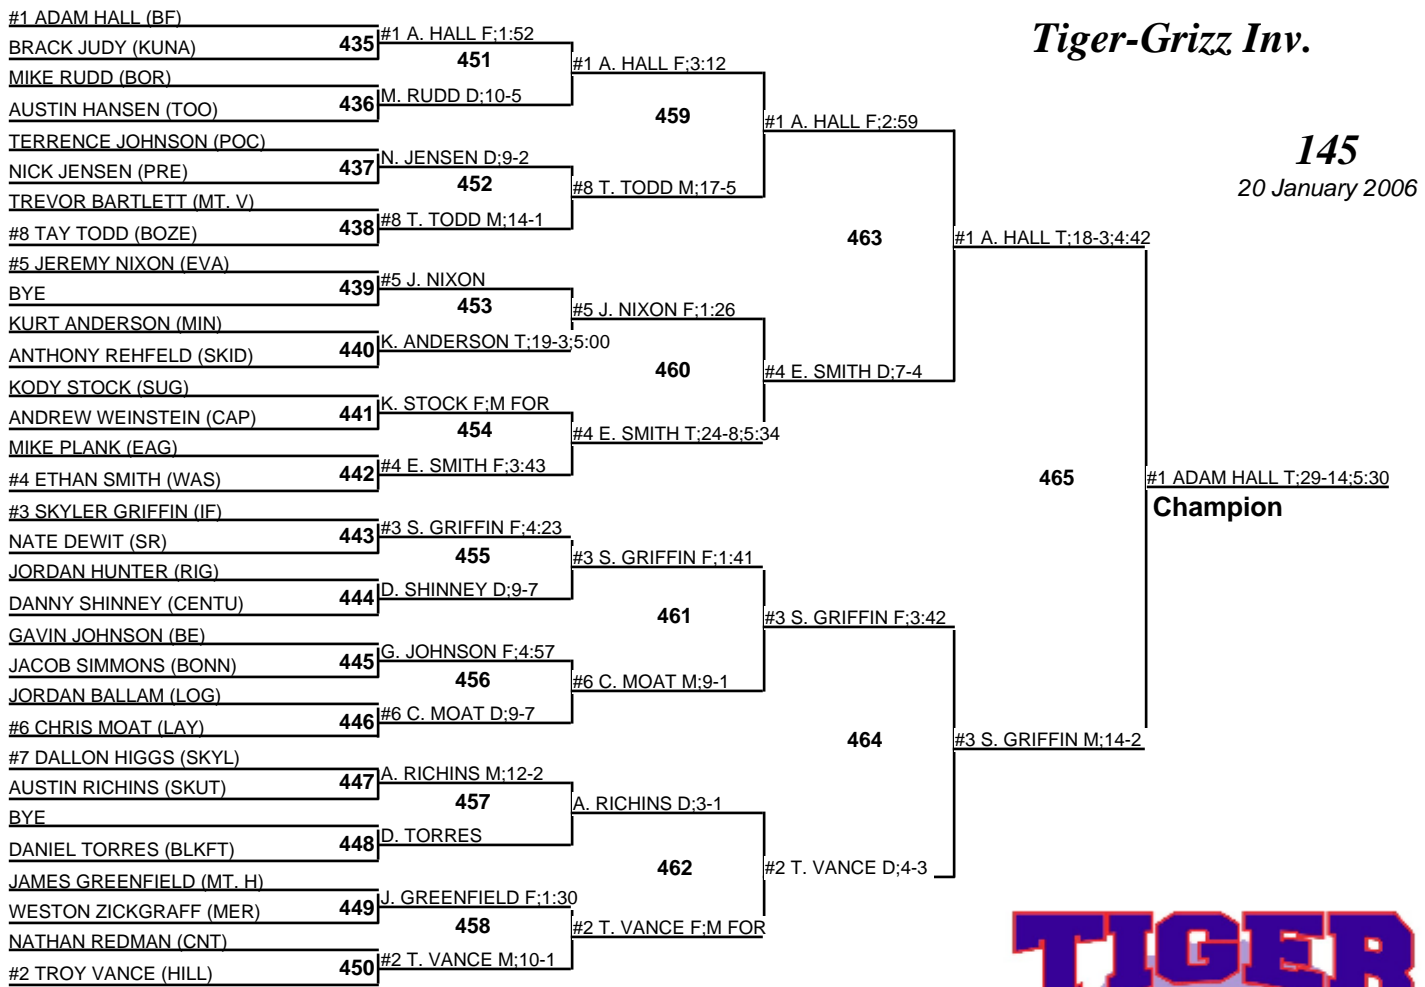 Tiger-Grizz Inv.
145
20 January 2006
#1 ADAM HALL (BF)
BRACK JUDY (KUNA)
MIKE RUDD (BOR)
AUSTIN HANSEN (TOO)
TERRENCE JOHNSON (POC)
NICK JENSEN (PRE)
TREVOR BARTLETT (MT. V)
#8 TAY TODD (BOZE)
#5 JEREMY NIXON (EVA)
BYE
KURT ANDERSON (MIN)
ANTHONY REHFELD (SKID)
KODY STOCK (SUG)
ANDREW WEINSTEIN (CAP)
MIKE PLANK (EAG)
#4 ETHAN SMITH (WAS)
#3 SKYLER GRIFFIN (IF)
NATE DEWIT (SR)
JORDAN HUNTER (RIG)
DANNY SHINNEY (CENTU)
GAVIN JOHNSON (BE)
JACOB SIMMONS (BONN)
JORDAN BALLAM (LOG)
#6 CHRIS MOAT (LAY)
#7 DALLON HIGGS (SKYL)
AUSTIN RICHINS (SKUT)
BYE
DANIEL TORRES (BLKFT)
JAMES GREENFIELD (MT. H)
WESTON ZICKGRAFF (MER)
NATHAN REDMAN (CNT)
#2 TROY VANCE (HILL)
435
436
437
438
439
440
441
442
443
444
445
446
447
448
449
450
#1 A. HALL F;1:52
M. RUDD D;10-5
N. JENSEN D;9-2
#8 T. TODD M;14-1
#5 J. NIXON
K. ANDERSON T;19-3;5:00
K. STOCK F;M FOR
#4 E. SMITH F;3:43
#3 S. GRIFFIN F;4:23
D. SHINNEY D;9-7
G. JOHNSON F;4:57
#6 C. MOAT D;9-7
A. RICHINS M;12-2
D. TORRES
J. GREENFIELD F;1:30
#2 T. VANCE M;10-1
451
452
453
454
455
456
457
458
#1 A. HALL F;3:12
#8 T. TODD M;17-5
#5 J. NIXON F;1:26
#4 E. SMITH T;24-8;5:34
#3 S. GRIFFIN F;1:41
#6 C. MOAT M;9-1
A. RICHINS D;3-1
#2 T. VANCE F;M FOR
459
460
461
462
#1 A. HALL F;2:59
#4 E. SMITH D;7-4
#3 S. GRIFFIN F;3:42
#2 T. VANCE D;4-3
463
464
#1 A. HALL T;18-3;4:42
#3 S. GRIFFIN M;14-2
465
#1 ADAM HALL T;29-14;5:30
Champion
TIGER